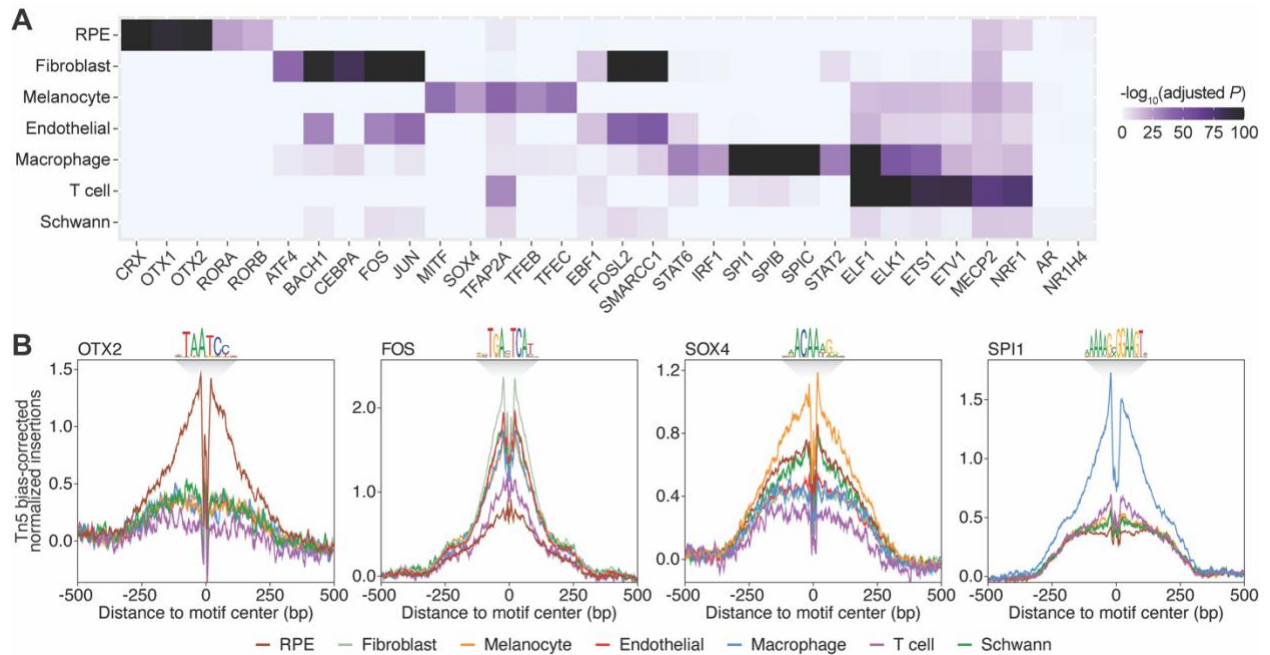 A
RPE
Fibroblast
Melanocyte
Endothelial
Macrophage
T cell
Schwann
-log10(adjusted P)
0 25 50 75 100
CRX OTX1 OTX2 RORA RORB ATF4 BACH1 CEBPA FOS JUN MITF SOX4 TFAP2A TFEB TFEC EBF1 FOSL2 SMARCC1 STAT6 IRF1 SPI1 SPIB SPIC STAT2 ELF1 ELK1 ETS1 ETV1 MECP2 NRF1 AR NR1H4
B
OTX2 FOS SOX4 SPI1
TAATCC TGA TCA ACAA AAAA GGAAGT
Tn5 bias-corrected
normalized insertions
1.5 1.0 0.5 0.0
2.0 1.0 0.0
1.2 0.8 0.4 0.0
1.5 1.0 0.5 0.0
-500 -250 0 250 500 -500 -250 0 250 500 -500 -250 0 250 500 -500 -250 0 250 500
Distance to motif center (bp) Distance to motif center (bp) Distance to motif center (bp) Distance to motif center (bp)
RPE Fibroblast Melanocyte Endothelial Macrophage T cell Schwann